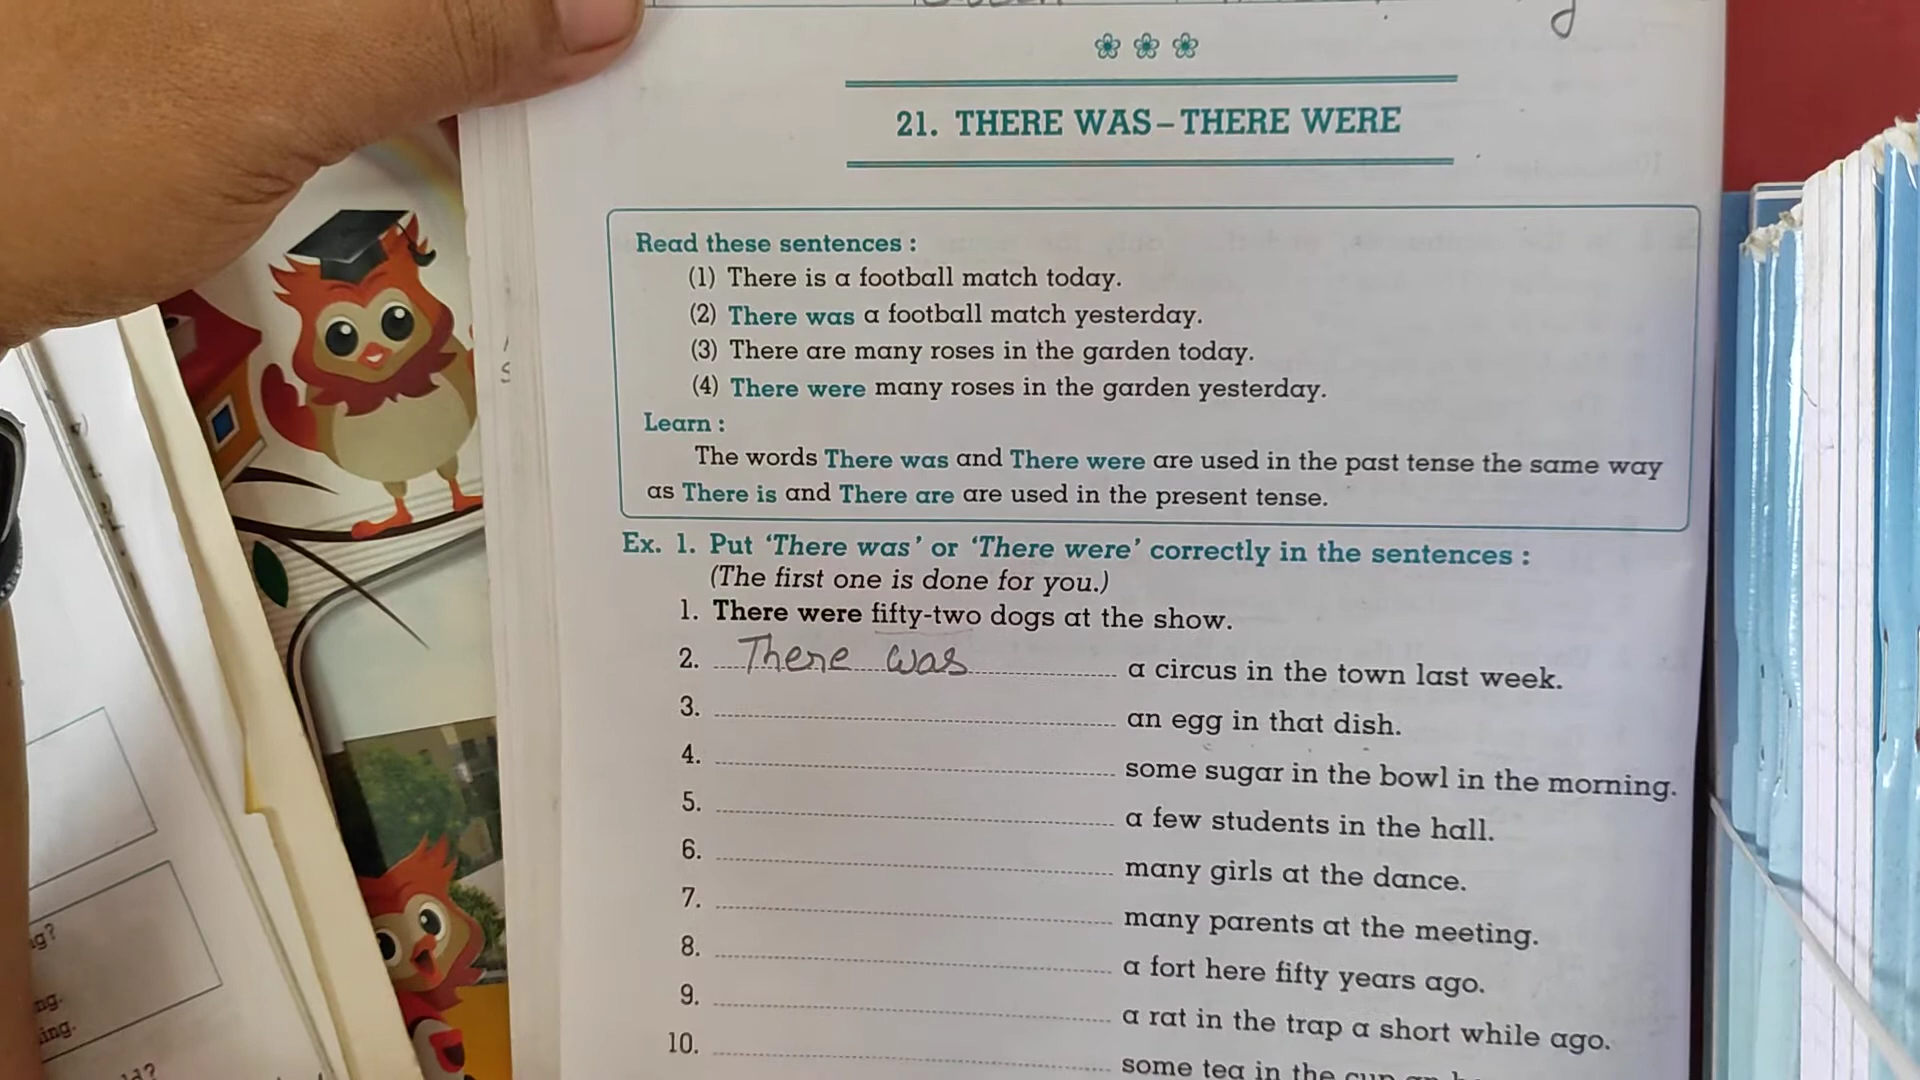 21. THERE WAS – THERE WERE
Read these sentences :
(1) There is a football match today.
(2) There was a football match yesterday.
(3) There are many roses in the garden today.
(4) There were many roses in the garden yesterday.
Learn :
The words There was and There were are used in the past tense the same way
as There is and There are are used in the present tense.
Ex. 1. Put ‘There was’ or ‘There were’ correctly in the sentences :
(The first one is done for you.)
1. There were fifty-two dogs at the show.
2. There was a circus in the town last week.
3. an egg in that dish.
4. some sugar in the bowl in the morning.
5. a few students in the hall.
6. many girls at the dance.
7. many parents at the meeting.
8. a fort here fifty years ago.
9. a rat in the trap a short while ago.
10. some tea in the cup